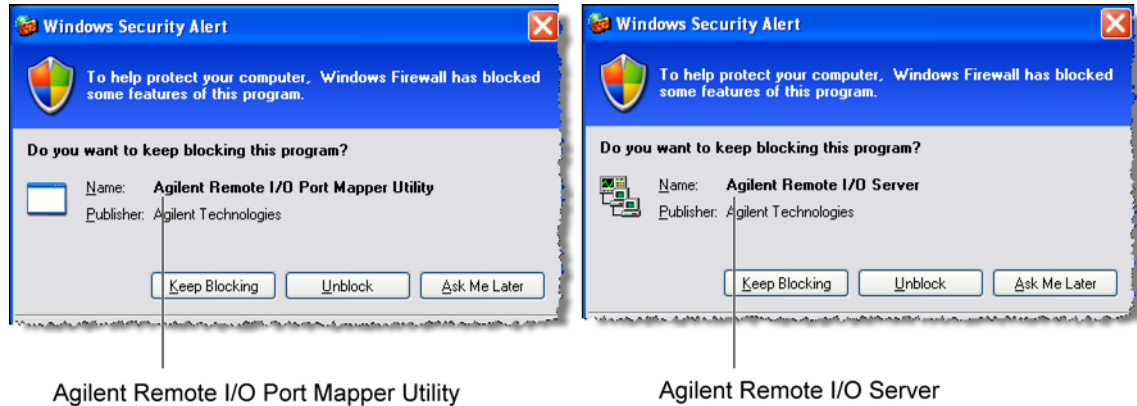 Windows Security Alert
To help protect your computer, Windows Firewall has blocked
some features of this program.
Do you want to keep blocking this program?
Name: Agilent Remote I/O Port Mapper Utility
Publisher: Agilent Technologies
Keep Blocking Unblock Ask Me Later
Agilent Remote I/O Port Mapper Utility
Windows Security Alert
To help protect your computer, Windows Firewall has blocked
some features of this program.
Do you want to keep blocking this program?
Name: Agilent Remote I/O Server
Publisher: Agilent Technologies
Keep Blocking Unblock Ask Me Later
Agilent Remote I/O Server